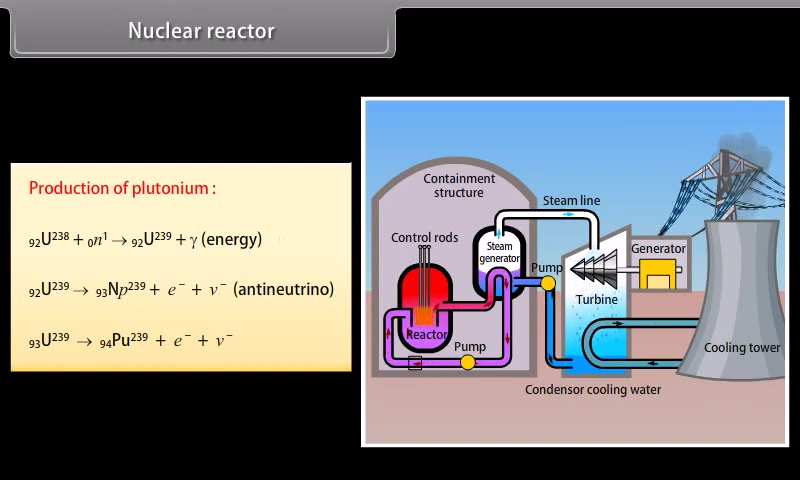 Nuclear reactor
Production of plutonium :
₉₂U²³⁸ + ₀n¹ → ₉₂U²³⁹ + γ (energy)
₉₂U²³⁹ → ₉₃Np²³⁹ + e⁻ + ν⁻ (antineutrino)
₉₃U²³⁹ → ₉₄Pu²³⁹ + e⁻ + ν⁻
Containment
structure
Steam line
Control rods
Steam
generator
Pump
Generator
Turbine
Reactor
Pump
Cooling tower
Condensor cooling water